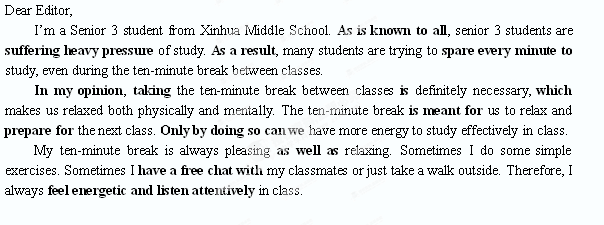 Dear Editor,
I'm a Senior 3 student from Xinhua Middle School. As is known to all, senior 3 students are
suffering heavy pressure of study. As a result, many students are trying to spare every minute to
study, even during the ten-minute break between classes.
In my opinion, taking the ten-minute break between classes is definitely necessary, which
makes us relaxed both physically and mentally. The ten-minute break is meant for us to relax and
prepare for the next class. Only by doing so can we have more energy to study effectively in class.
My ten-minute break is always pleasing as well as relaxing. Sometimes I do some simple
exercises. Sometimes I have a free chat with my classmates or just take a walk outside. Therefore, I
always feel energetic and listen attentively in class.